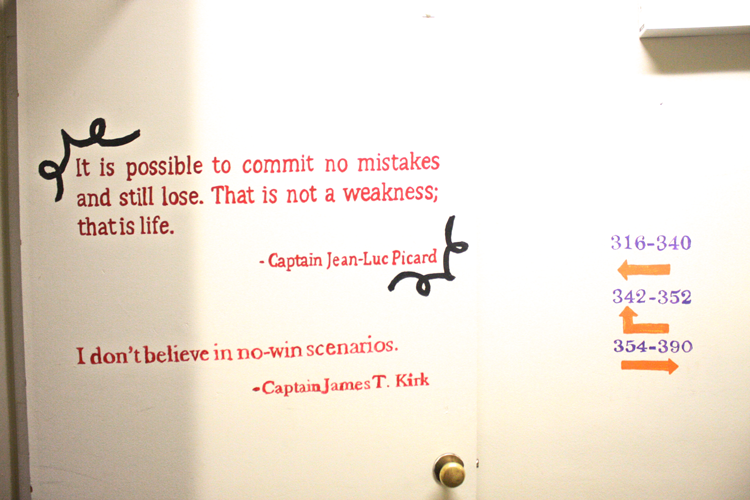 It is possible to commit no mistakes
and still lose. That is not a weakness;
that is life.
- Captain Jean-Luc Picard
I don't believe in no-win scenarios.
- Captain James T. Kirk
316-340
342-352
354-390